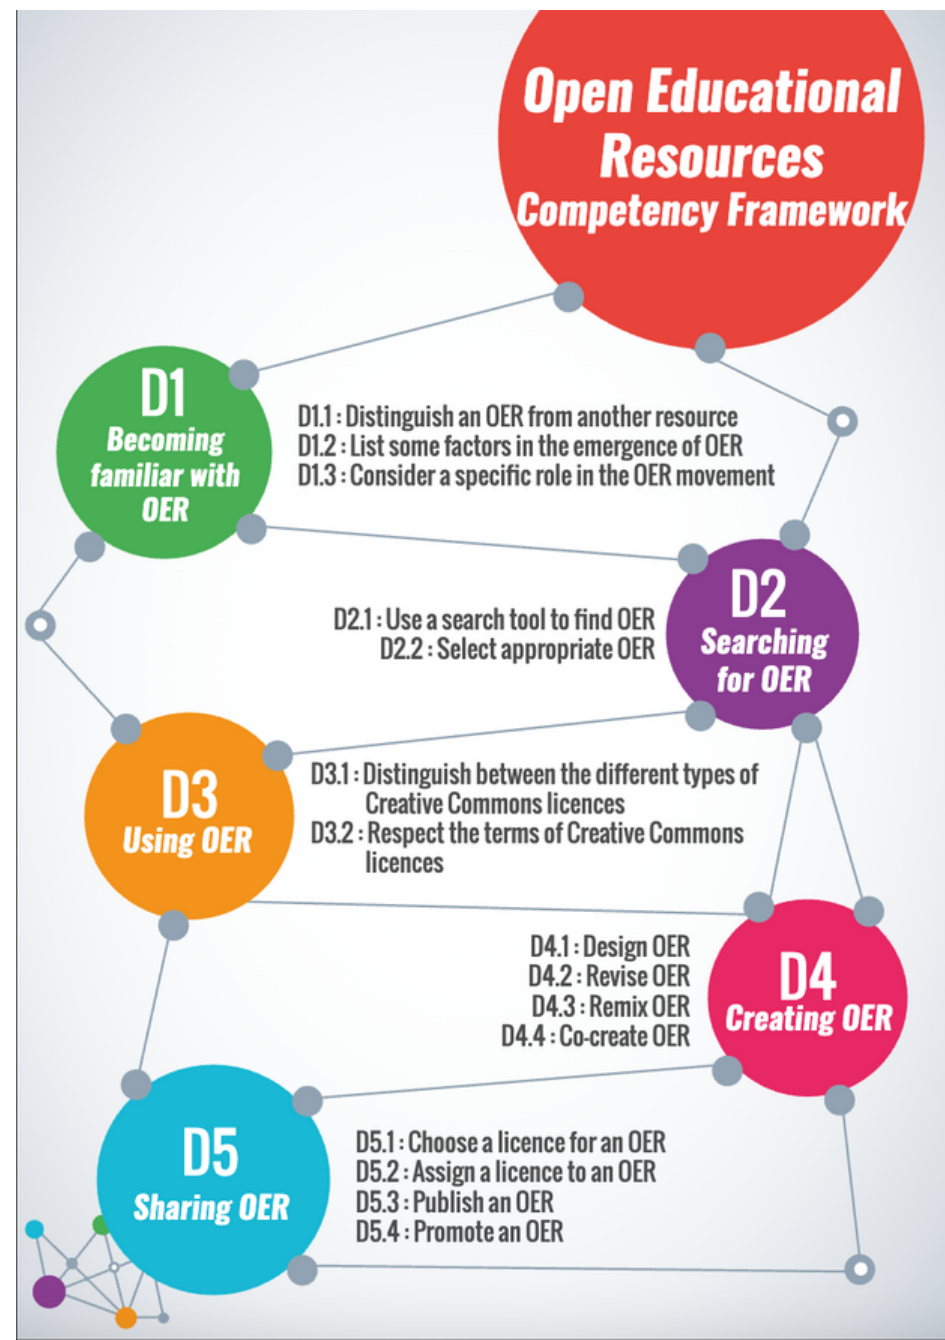 Open Educational
Resources
Competency Framework
D1
Becoming
familiar with
OER
D1.1 : Distinguish an OER from another resource
D1.2 : List some factors in the emergence of OER
D1.3 : Consider a specific role in the OER movement
D2
Searching
for OER
D2.1 : Use a search tool to find OER
D2.2 : Select appropriate OER
D3
Using OER
D3.1 : Distinguish between the different types of
Creative Commons licences
D3.2 : Respect the terms of Creative Commons
licences
D4
Creating OER
D4.1 : Design OER
D4.2 : Revise OER
D4.3 : Remix OER
D4.4 : Co-create OER
D5
Sharing OER
D5.1 : Choose a licence for an OER
D5.2 : Assign a licence to an OER
D5.3 : Publish an OER
D5.4 : Promote an OER